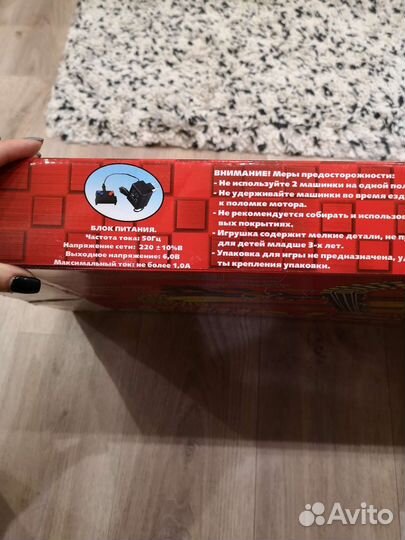 БЛОК ПИТАНИЯ.
Частота тока: 50Гц
Напряжение сети: 220 ±10%В
Выходное напряжение: 6,0В
Максимальный ток: не более 1,0А
ВНИМАНИЕ! Меры предосторожности:
- Не используйте 2 машинки на одной
- Не удерживайте машинки во время
к поломке мотора.
- Не рекомендуется собирать и
вых покрытиях.
- Игрушка содержит мелкие детали, не
для детей младше 3-х лет.
- Упаковка для игры не предназначена,
ты крепления упаковки.
Avito